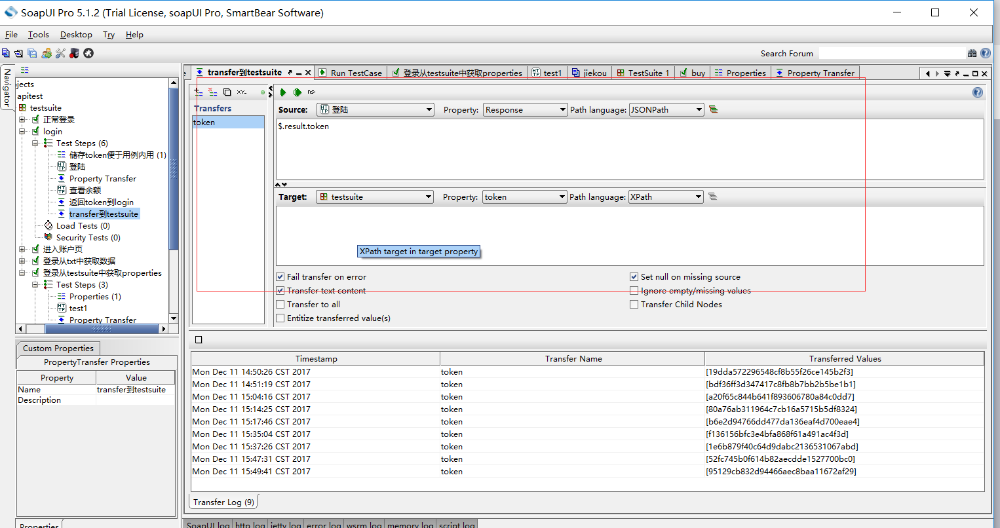 SoapUI Pro 5.1.2 (Trial License, soapUI Pro, SmartBear Software)
File Tools Desktop Try Help
Search Forum
Navigator
jects
apitest
testsuite
正常登录
login
Test Steps (6)
储存token便于用例内用 (1)
HTTP 登陆
Property Transfer
HTTP 查看余额
返回token到login
transfer到testsuite
Load Tests (0)
Security Tests (0)
进入账户页
登录从txt中获取数据
登录从testsuite中获取properties
Test Steps (3)
Properties (1)
HTTP test1
Property Transfer
Custom Properties
PropertyTransfer Properties
Property Value
Name transfer到testsuite
Description
Properties
transfer到testsuite Run TestCase 登录从testsuite中获取properties HTTP test1 jiekou TestSuite 1 buy Properties Property Transfer
XY.. ns:
Transfers
token
Source: HTTP 登陆 Property: Response Path language: JSONPath
$.result.token
Target: testsuite Property: token Path language: XPath
XPath target in target property
Fail transfer on error Set null on missing source
Transfer text content Ignore empty/missing values
Transfer to all Transfer Child Nodes
Entitize transferred value(s)
Timestamp Transfer Name Transferred Values
Mon Dec 11 14:50:26 CST 2017 token [19dda572296548cf8b55f26ce145b2f3]
Mon Dec 11 14:51:19 CST 2017 token [bdf36ff3d347417c8fb8b7bb2b5be1b1]
Mon Dec 11 15:04:16 CST 2017 token [a20f65c844b641f893606780a84c0dd7]
Mon Dec 11 15:14:25 CST 2017 token [80a76ab311964c7cb16a5715b5df8324]
Mon Dec 11 15:17:46 CST 2017 token [b6e2d94766dd477da136eaf4d700eae4]
Mon Dec 11 15:35:04 CST 2017 token [f136156bfc3e4bfa868f61a491ac4f3d]
Mon Dec 11 15:37:26 CST 2017 token [1e6b879f40c64d9dabc2136531067abd]
Mon Dec 11 15:47:31 CST 2017 token [52fc745b0f614b82aecdde1527700bc0]
Mon Dec 11 15:49:41 CST 2017 token [95129cb832d94466aec8baa11672af29]
Transfer Log (9)
SoapUI log http log jetty log error log wsrm log memory log script log